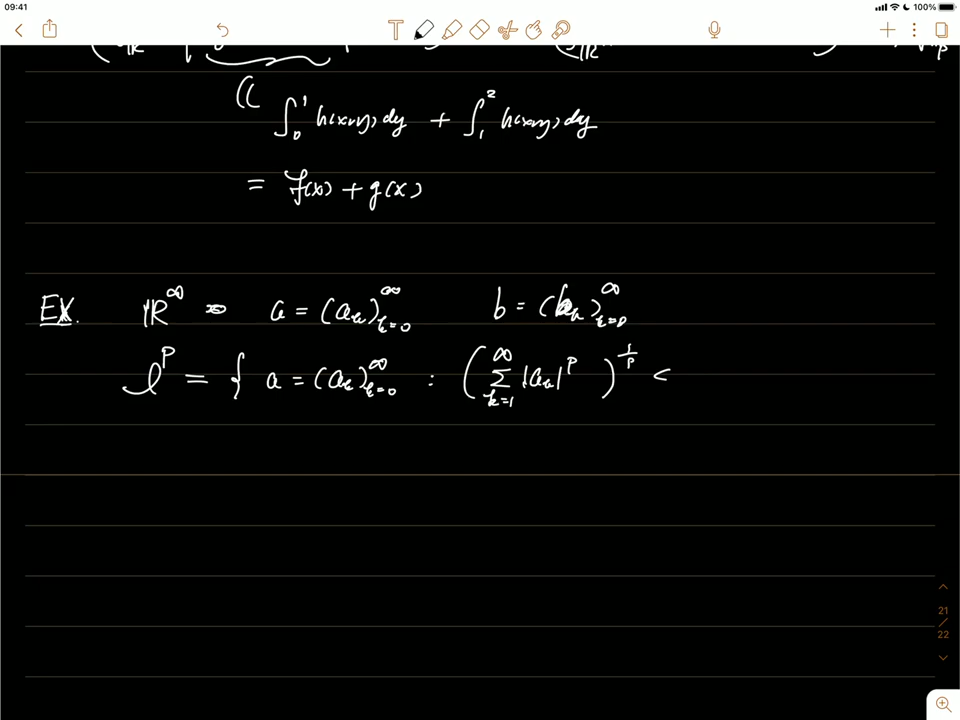 09:41 100%
∫₀¹ h(x,y) dy + ∫₁² h(x,y) dy
= f(x) + g(x)
EX. ℝ^∞ a = (a_k)_{k=0}^∞ b = (b_k)_{k=0}^∞
l^p = { a = (a_k)_{k=0}^∞ : ( ∑_{k=1}^∞ |a_k|^p )^{1/p} <
21
/
22